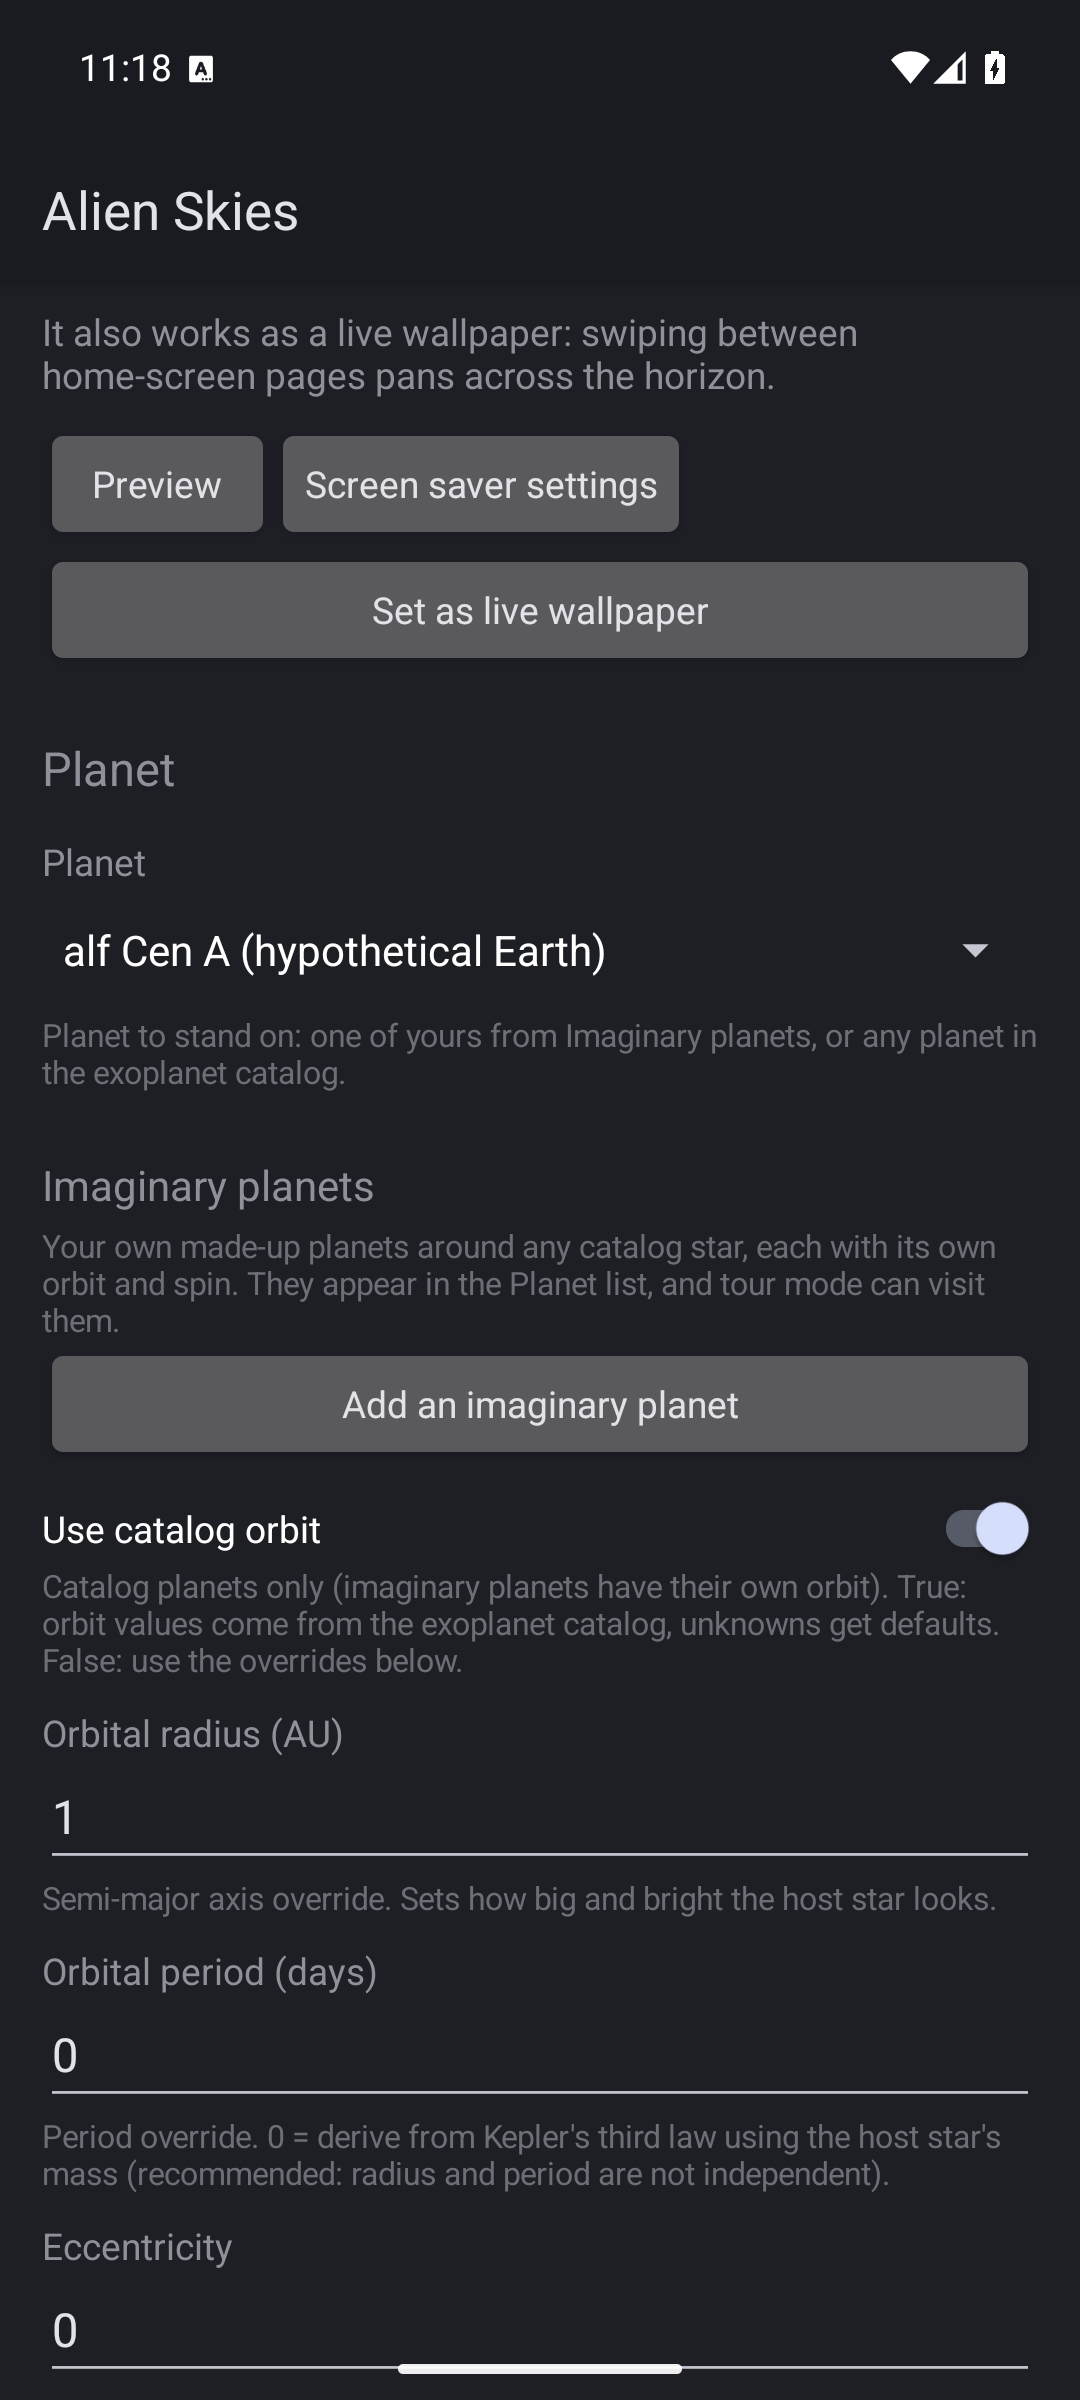 11:18
Alien Skies
It also works as a live wallpaper: swiping between
home-screen pages pans across the horizon.
Preview
Screen saver settings
Set as live wallpaper
Planet
Planet
alf Cen A (hypothetical Earth)
Planet to stand on: one of yours from Imaginary planets, or any planet in
the exoplanet catalog.
Imaginary planets
Your own made-up planets around any catalog star, each with its own
orbit and spin. They appear in the Planet list, and tour mode can visit
them.
Add an imaginary planet
Use catalog orbit
Catalog planets only (imaginary planets have their own orbit). True:
orbit values come from the exoplanet catalog, unknowns get defaults.
False: use the overrides below.
Orbital radius (AU)
1
Semi-major axis override. Sets how big and bright the host star looks.
Orbital period (days)
0
Period override. 0 = derive from Kepler's third law using the host star's
mass (recommended: radius and period are not independent).
Eccentricity
0